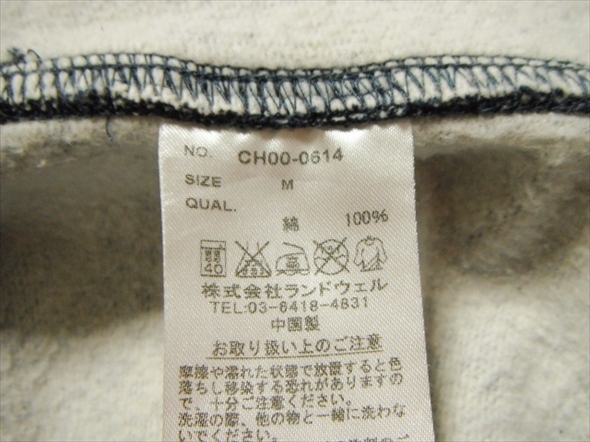 NO. CH00-0614
SIZE M
QUAL.
綿 100%
40
株式会社ランドウェル
TEL:03-6418-4831
中国製
お取り扱い上のご注意
摩擦や濡れた状態で放置すると色
落ちし移染する恐れがありますの
で、十分ご注意ください。
洗濯の際、他の物と一緒に洗わな
いでください。